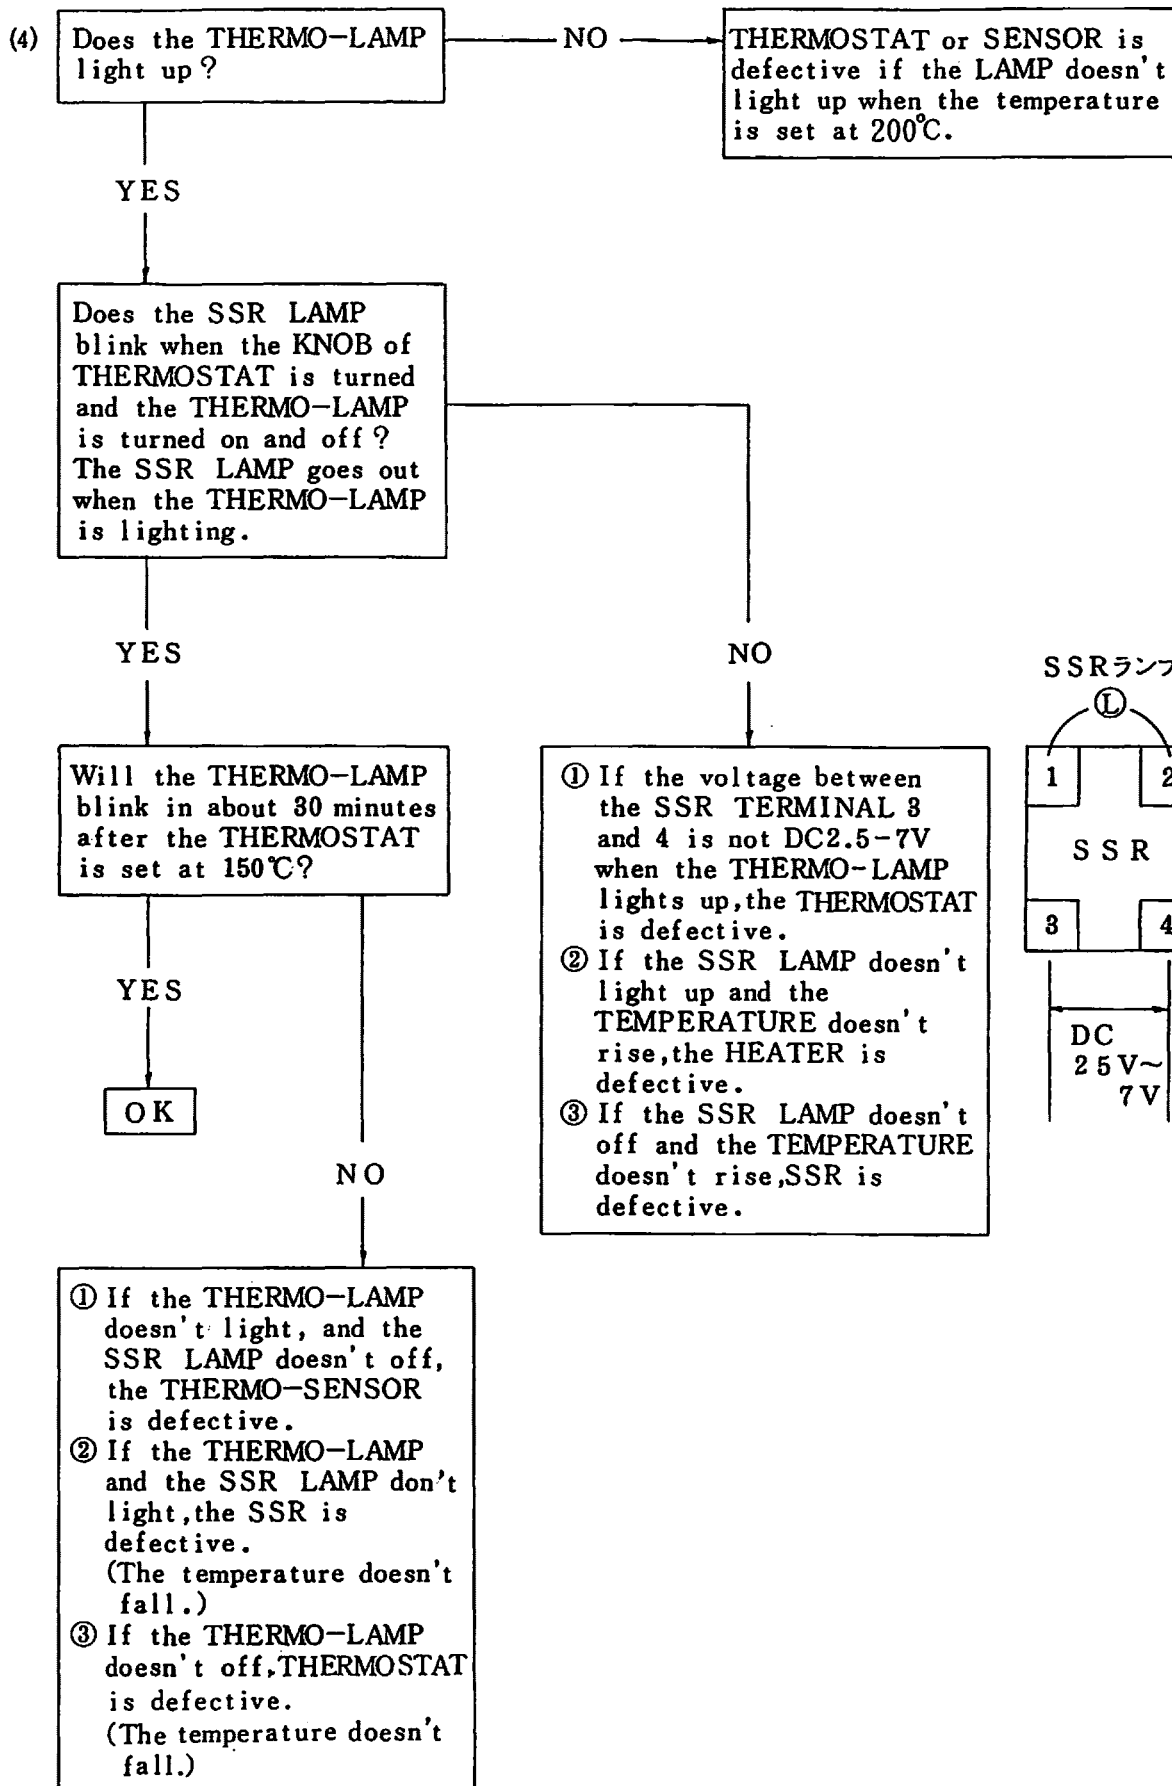 (4)
Does the THERMO-LAMP
light up?
NO
THERMOSTAT or SENSOR is
defective if the LAMP doesn't
light up when the temperature
is set at 200℃.
YES
Does the SSR LAMP
blink when the KNOB of
THERMOSTAT is turned
and the THERMO-LAMP
is turned on and off?
The SSR LAMP goes out
when the THERMO-LAMP
is lighting.
YES
NO
Will the THERMO-LAMP
blink in about 30 minutes
after the THERMOSTAT
is set at 150℃?
① If the voltage between
the SSR TERMINAL 3
and 4 is not DC2.5-7V
when the THERMO-LAMP
lights up,the THERMOSTAT
is defective.
② If the SSR LAMP doesn't
light up and the
TEMPERATURE doesn't
rise,the HEATER is
defective.
③ If the SSR LAMP doesn't
off and the TEMPERATURE
doesn't rise,SSR is
defective.
SSRランプ
Ⓛ
1 2
SSR
3 4
DC
25V~
7V
YES
OK
NO
① If the THERMO-LAMP
doesn't light, and the
SSR LAMP doesn't off,
the THERMO-SENSOR
is defective.
② If the THERMO-LAMP
and the SSR LAMP don't
light,the SSR is
defective.
(The temperature doesn't
fall.)
③ If the THERMO-LAMP
doesn't off,THERMOSTAT
is defective.
(The temperature doesn't
fall.)